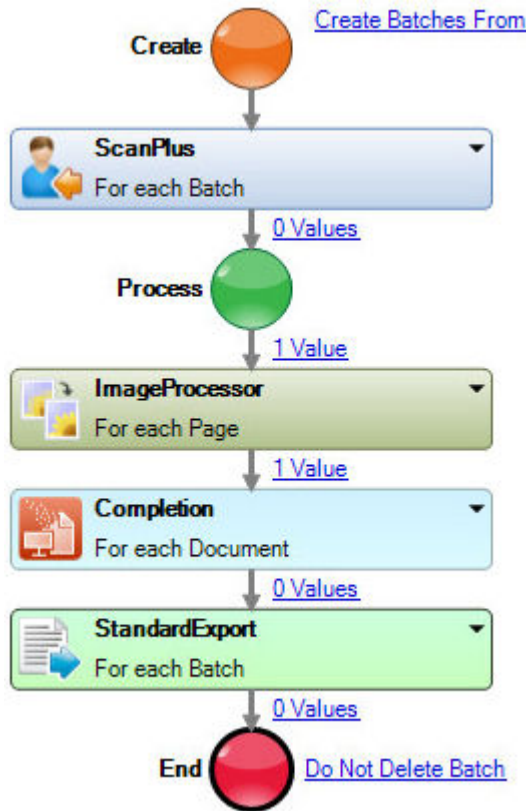 Create Batches From
Create
ScanPlus
For each Batch
0 Values
Process
1 Value
ImageProcessor
For each Page
1 Value
Completion
For each Document
0 Values
StandardExport
For each Batch
0 Values
End Do Not Delete Batch